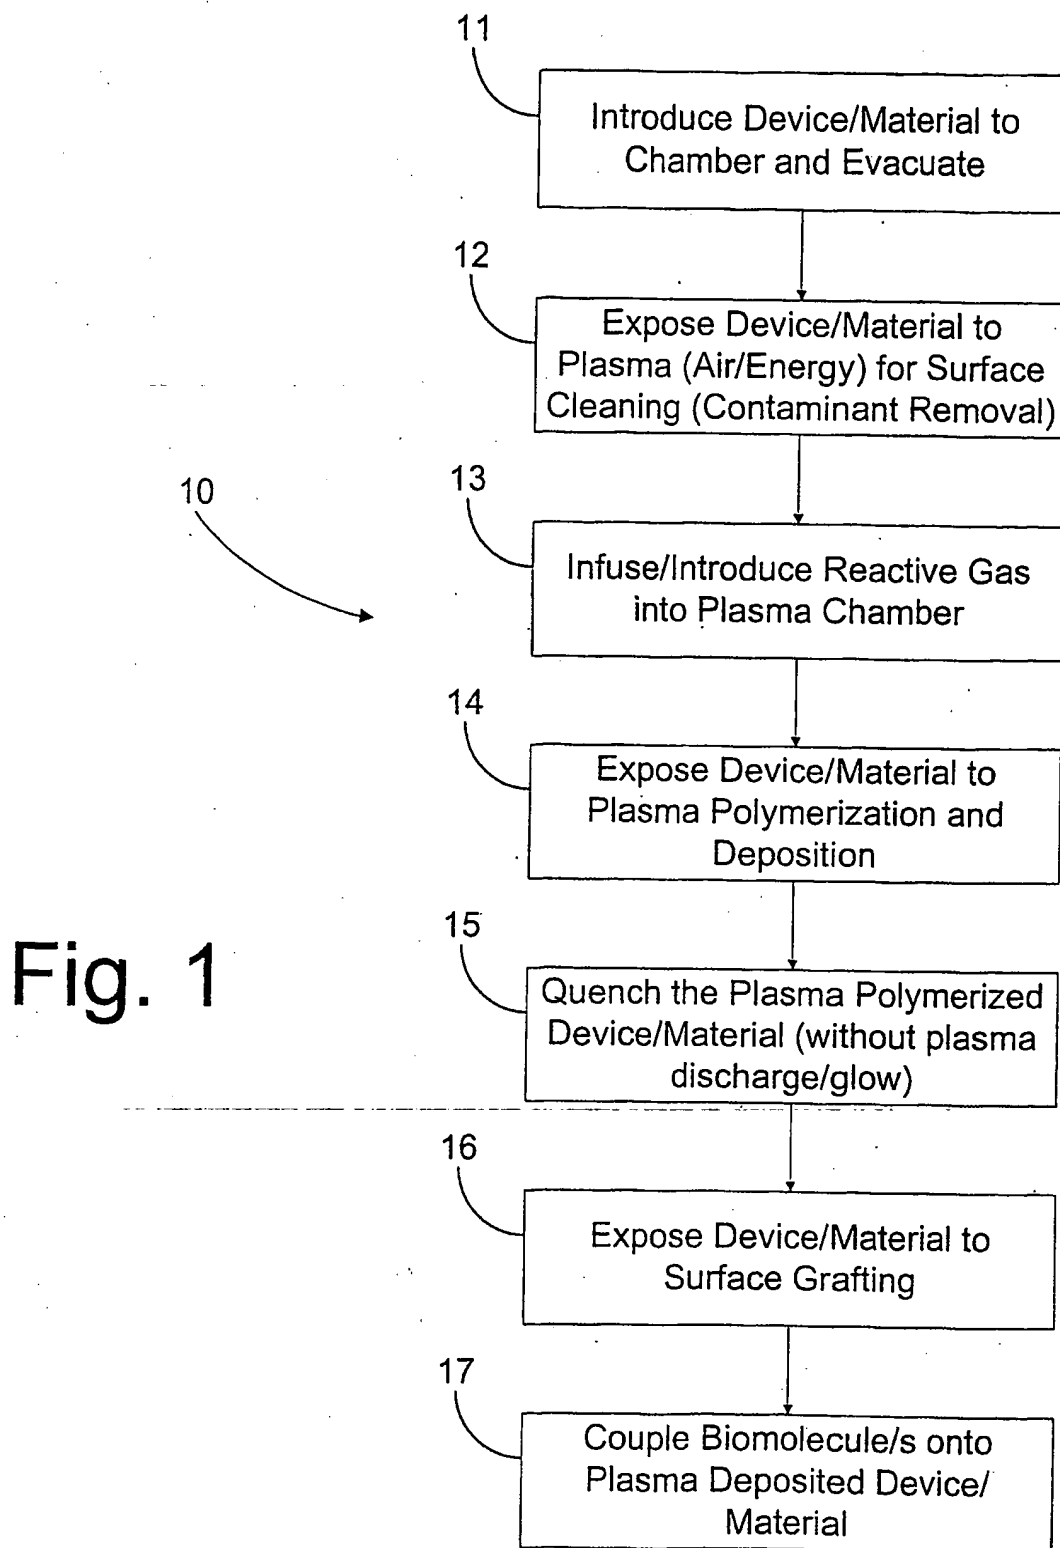 11
Introduce Device/Material to
Chamber and Evacuate
12
Expose Device/Material to
Plasma (Air/Energy) for Surface
Cleaning (Contaminant Removal)
10
13
Infuse/Introduce Reactive Gas
into Plasma Chamber
14
Expose Device/Material to
Plasma Polymerization and
Deposition
Fig. 1
15
Quench the Plasma Polymerized
Device/Material (without plasma
discharge/glow)
16
Expose Device/Material to
Surface Grafting
17
Couple Biomolecule/s onto
Plasma Deposited Device/
Material